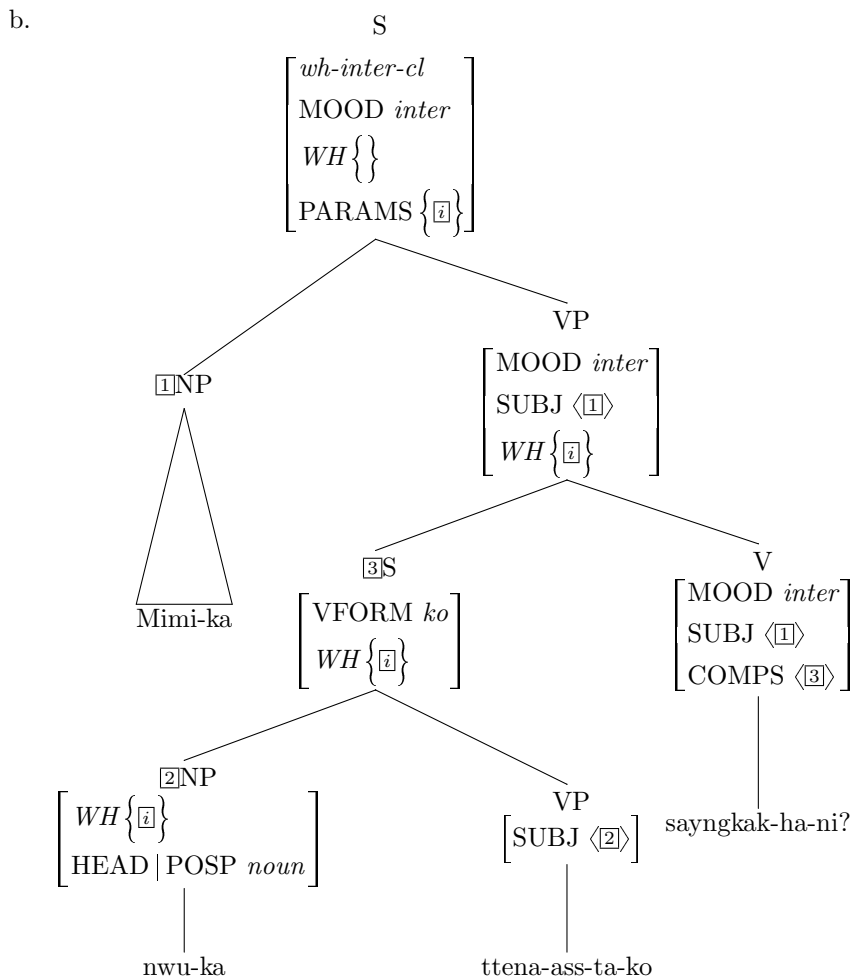 b.
S
wh-inter-cl
MOOD inter
WH { }
PARAMS { [i] }
VP
[1]NP
MOOD inter
SUBJ ⟨[1]⟩
WH { [i] }
[3]S
V
Mimi-ka
VFORM ko
WH { [i] }
MOOD inter
SUBJ ⟨[1]⟩
COMPS ⟨[3]⟩
[2]NP
WH { [i] }
HEAD | POSP noun
VP
SUBJ ⟨[2]⟩
sayngkak-ha-ni?
nwu-ka
ttena-ass-ta-ko